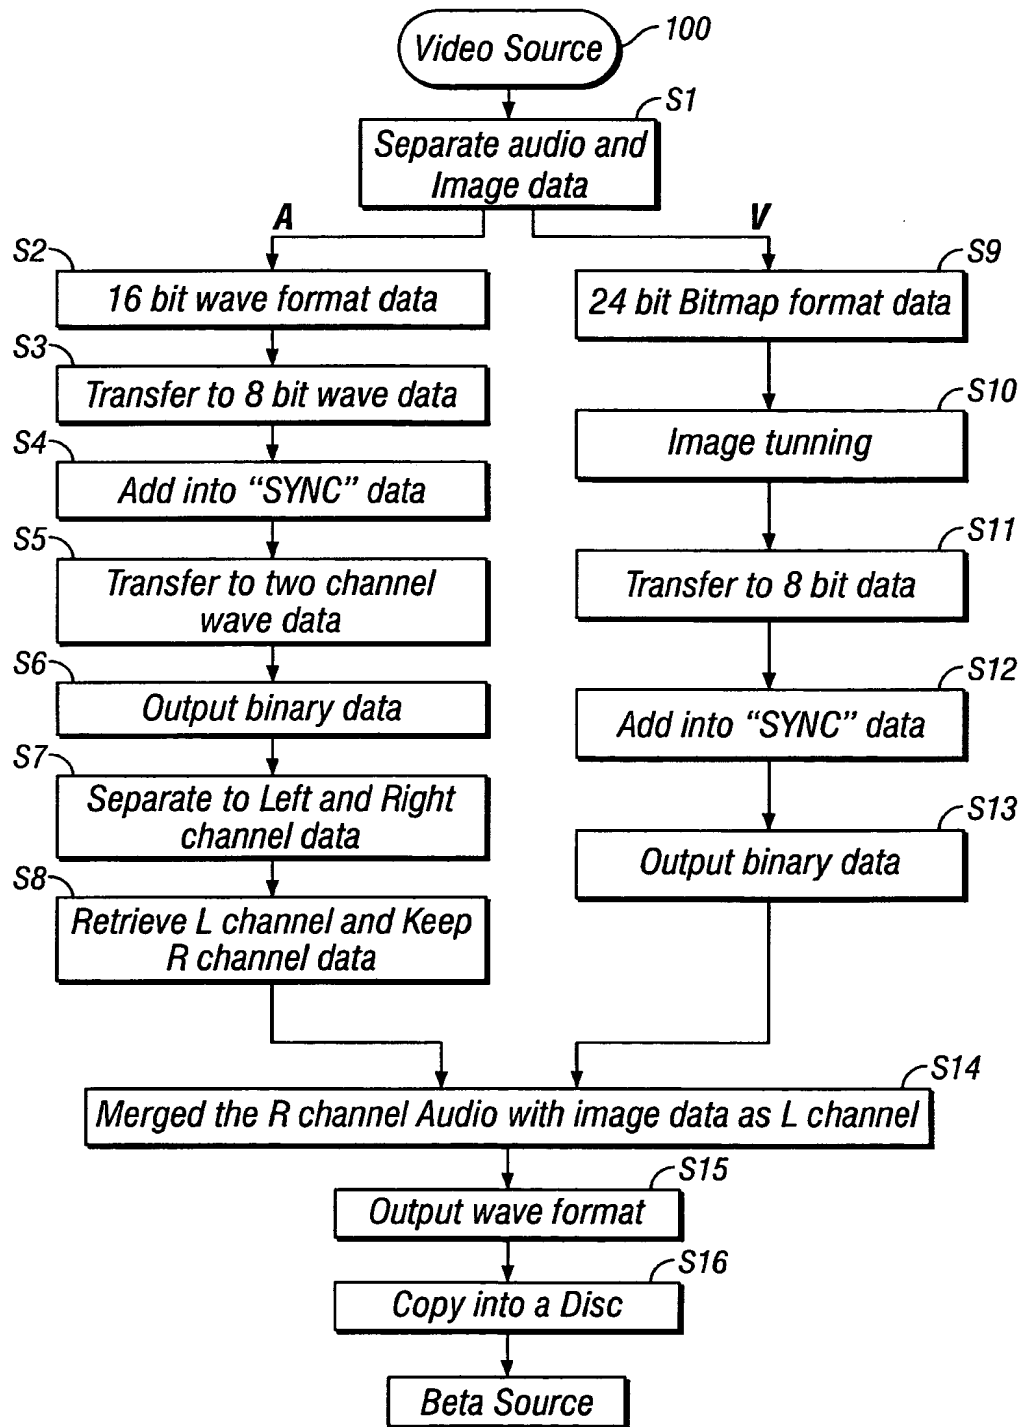 Video Source
100
S1
Separate audio and
Image data
A
V
S2
16 bit wave format data
S3
Transfer to 8 bit wave data
S4
Add into “SYNC” data
S5
Transfer to two channel
wave data
S6
Output binary data
S7
Separate to Left and Right
channel data
S8
Retrieve L channel and Keep
R channel data
S9
24 bit Bitmap format data
S10
Image tunning
S11
Transfer to 8 bit data
S12
Add into “SYNC” data
S13
Output binary data
S14
Merged the R channel Audio with image data as L channel
S15
Output wave format
S16
Copy into a Disc
Beta Source